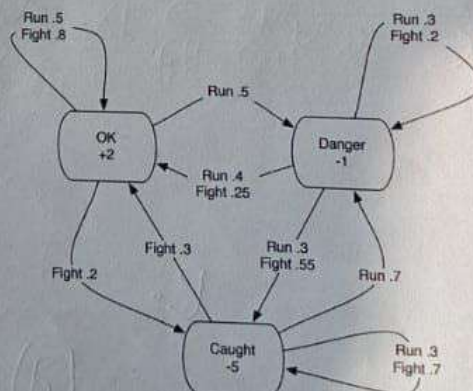 Run .5
Fight .8
Run .3
Fight .2
Run .5
OK
+2
Danger
-1
Run .4
Fight .25
Fight .3
Run .3
Fight .55
Fight .2
Run .7
Caught
-5
Run .3
Fight .7